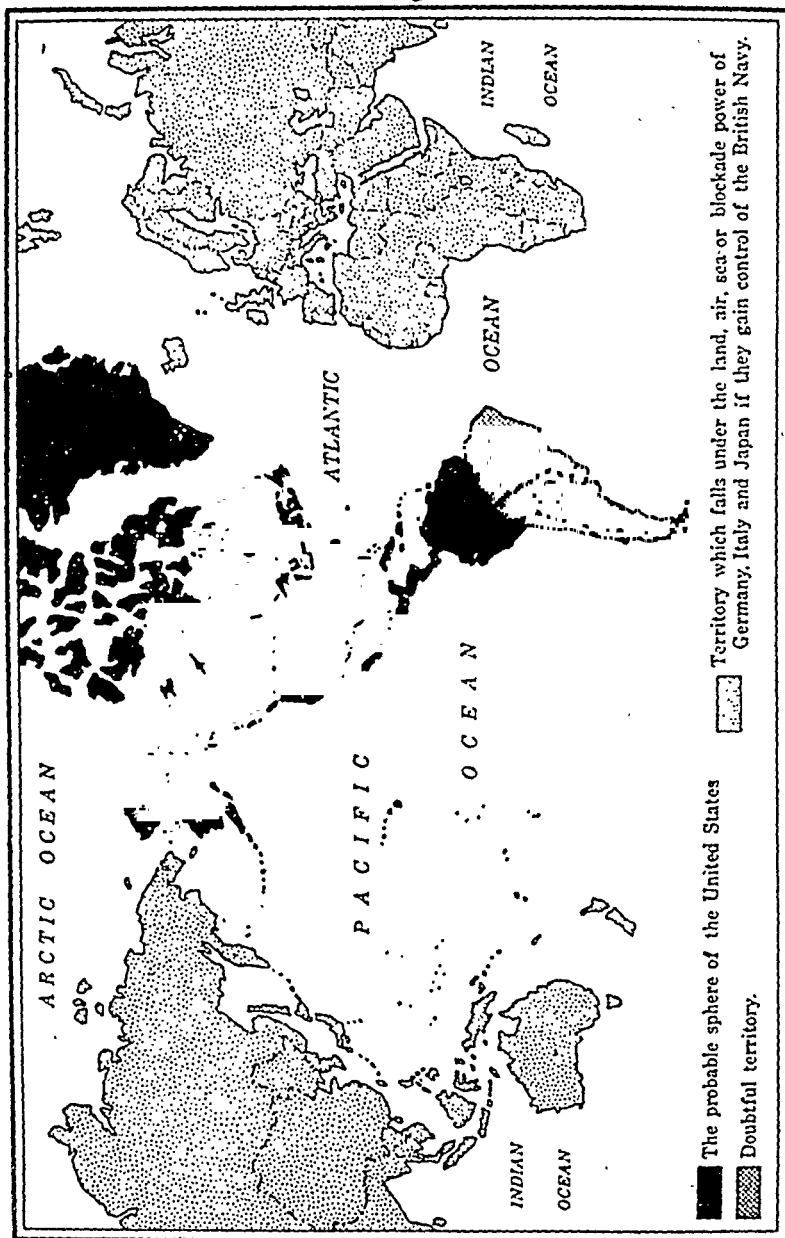 ARCTIC OCEAN
PACIFIC
OCEAN
ATLANTIC
OCEAN
INDIAN
OCEAN
INDIAN
OCEAN
The probable sphere of the United States
Doubtful territory.
Territory which falls under the land, air, sea or blockade power of
Germany, Italy and Japan if they gain control of the British Navy.